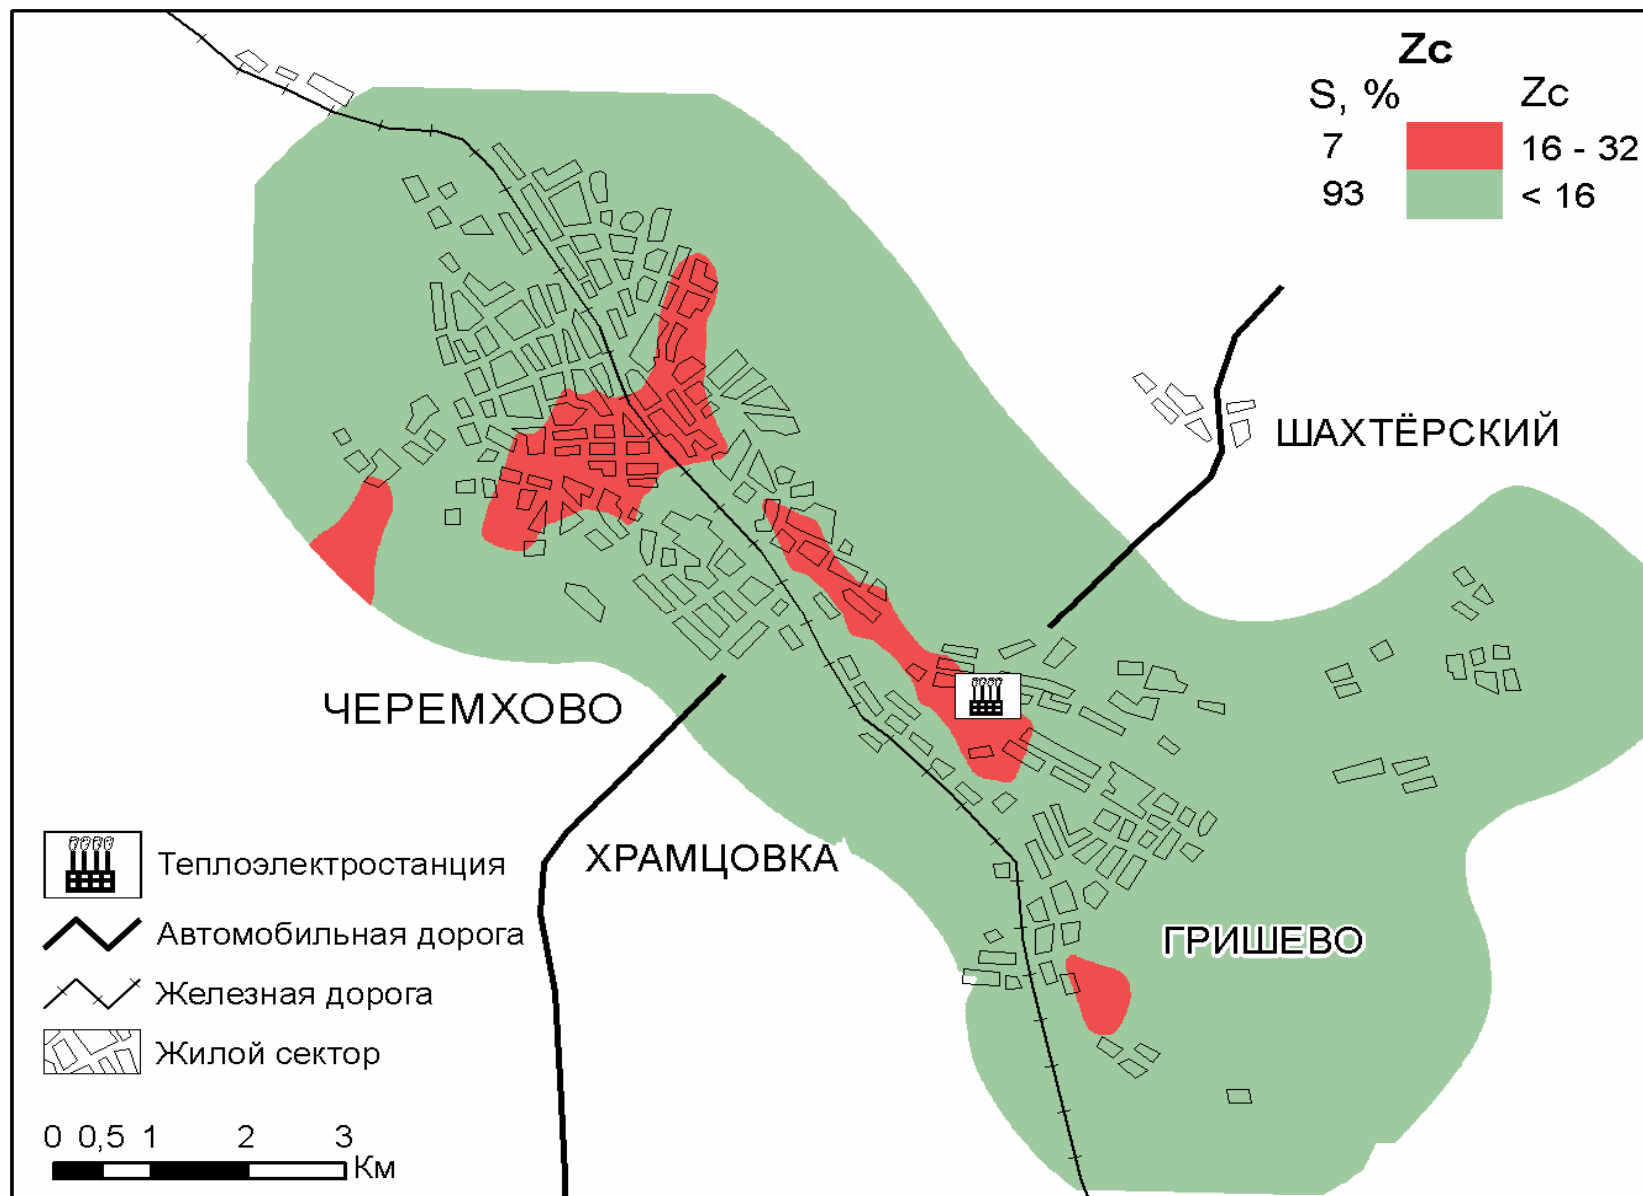 Zc
S, % Zc
7 16 - 32
93 < 16
ШАХТЁРСКИЙ
ЧЕРЕМХОВО
ХРАМЦОВКА
ГРИШЕВО
Теплоэлектростанция
Автомобильная дорога
Железная дорога
Жилой сектор
0 0,5 1 2 3
Км